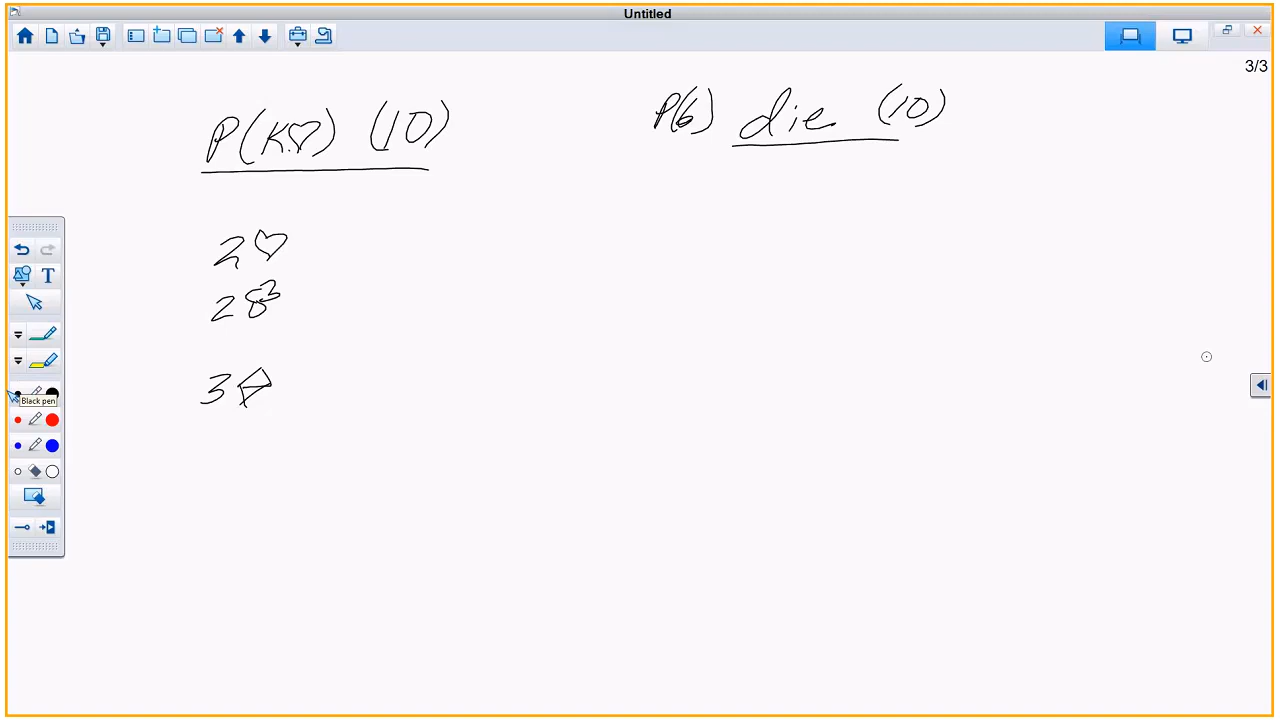 Untitled
3/3
P(K♡) (10)
P(6) die (10)
2♡
2
3
T
Black pen